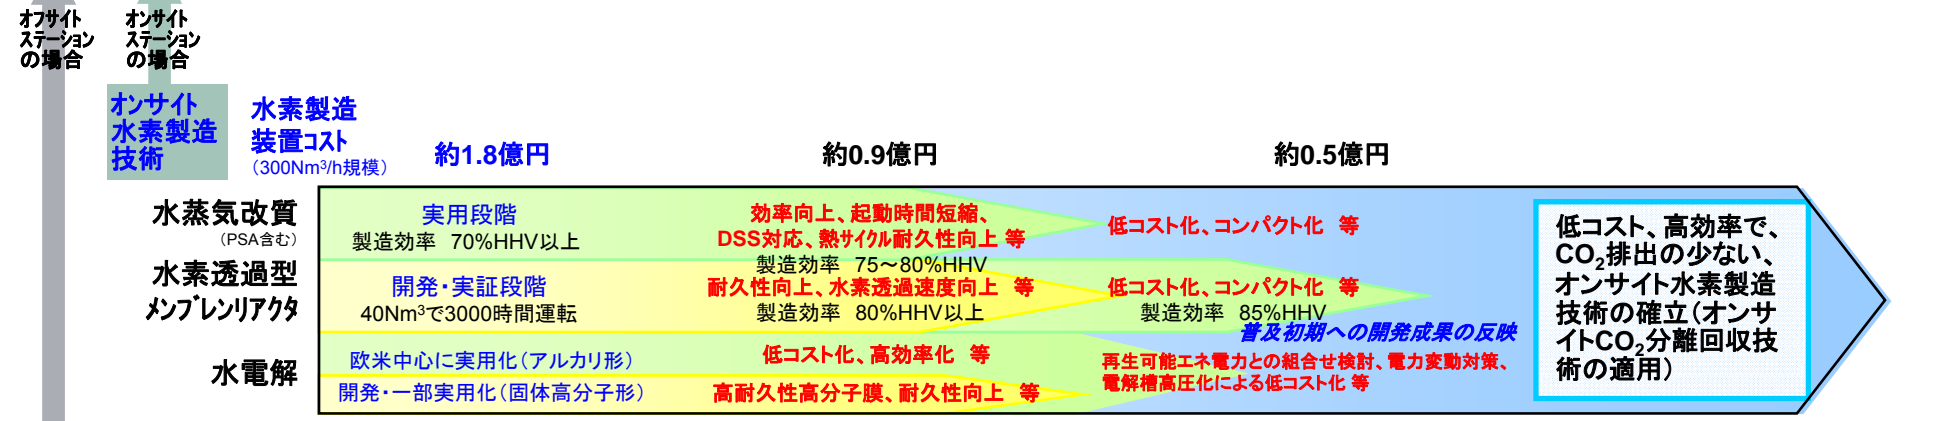 オフサイト
ステーション
の場合
オンサイト
ステーション
の場合
オンサイト
水素製造
技術
水素製造
装置コスト
（300Nm³/h規模）
約1.8億円
約0.9億円
約0.5億円
水蒸気改質
（PSA含む）
実用段階
製造効率 70%HHV以上
効率向上、起動時間短縮、
DSS対応、熱サイクル耐久性向上 等
製造効率 75～80%HHV
低コスト化、コンパクト化 等
水素透過型
メンブレンリアクタ
開発・実証段階
40Nm³で3000時間運転
耐久性向上、水素透過速度向上 等
製造効率 80%HHV以上
低コスト化、コンパクト化 等
製造効率 85%HHV
普及初期への開発成果の反映
水電解
欧米中心に実用化（アルカリ形）
開発・一部実用化（固体高分子形）
低コスト化、高効率化 等
高耐久性高分子膜、耐久性向上 等
再生可能エネ電力との組合せ検討、電力変動対策、
電解槽高圧化による低コスト化 等
低コスト、高効率で、
CO₂排出の少ない、
オンサイト水素製造
技術の確立（オンサ
イトCO₂分離回収技
術の適用）